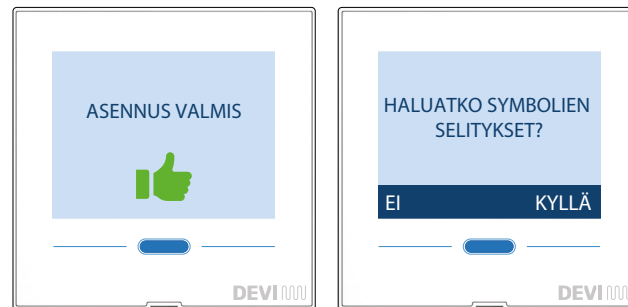 ASENNUS VALMIS
DEVI
HALUATKO SYMBOLIEN
SELITYKSET?
EI KYLLÄ
DEVI